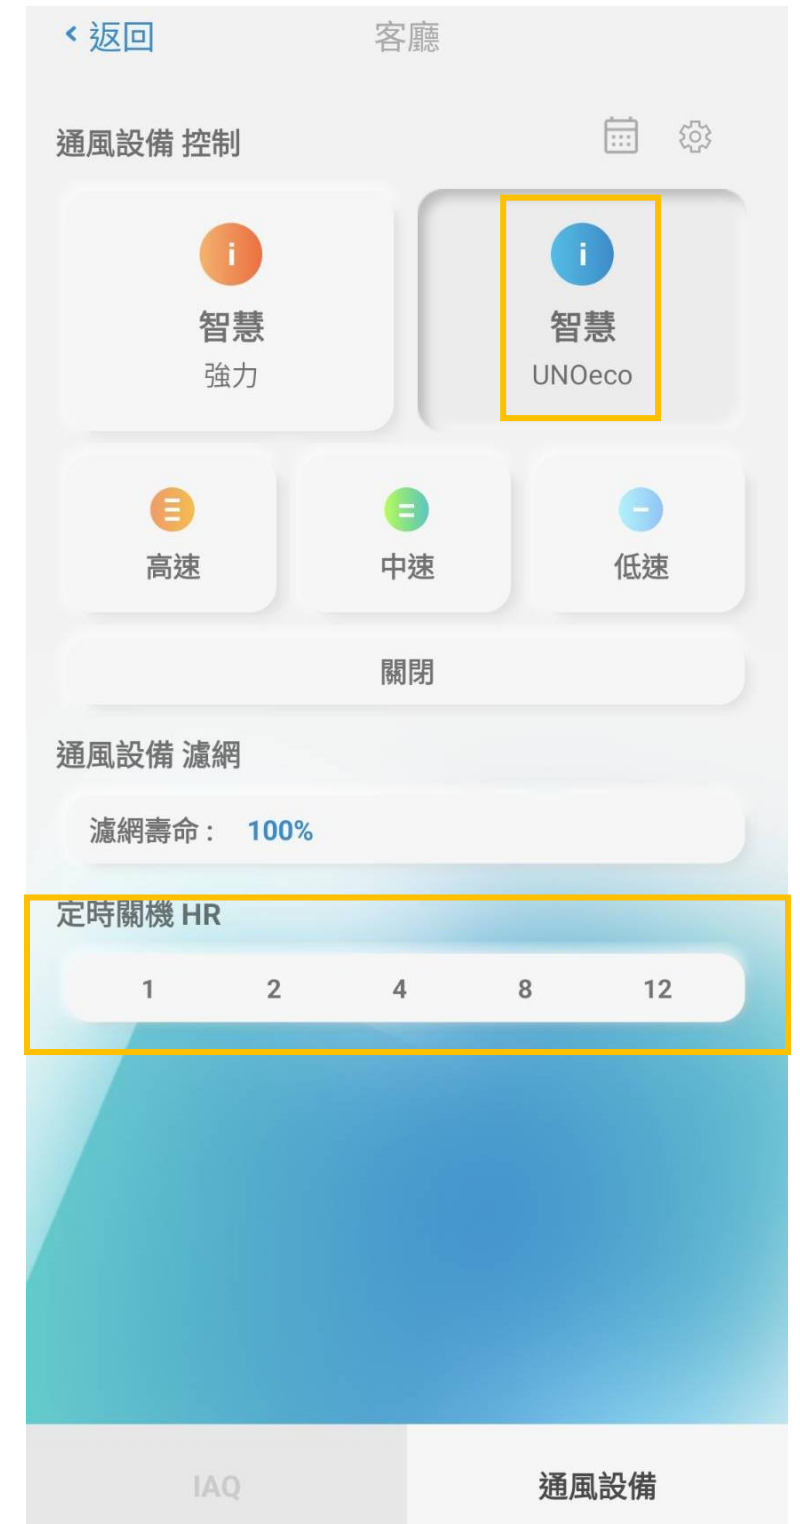 返回
客廳
通風設備 控制
i
智慧
強力
i
智慧
UNOeco
高速
中速
低速
關閉
通風設備 濾網
濾網壽命 : 100%
定時關機 HR
1 2 4 8 12
IAQ
通風設備